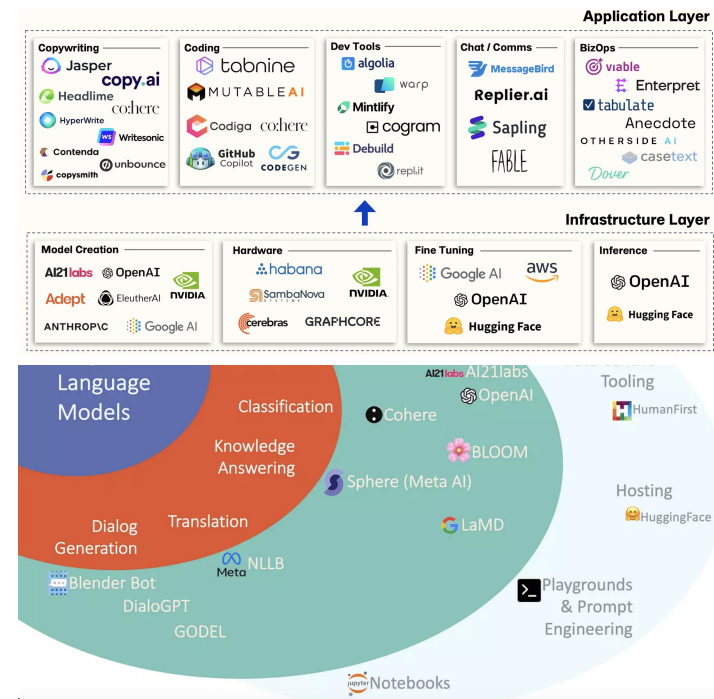 Application Layer
Copywriting
Jasper
copy.ai
Headlime
co:here
HyperWrite
WS Writesonic
Contenda
unbounce
copysmith
Coding
tabnine
MUTABLEAI
Codiga co:here
GitHub Copilot
CODEGEN
Dev Tools
algolia
warp
Mintlify
cogram
Debuild
replit
Chat / Comms
MessageBird
Replier.ai
Sapling
FABLE
BizOps
viable
Enterpret
tabulate
Anecdote
OTHERSIDE AI
casetext
Dover
Infrastructure Layer
Model Creation
AI21labs OpenAI
NVIDIA
Adept EleutherAI
ANTHROP\C Google AI
Hardware
habana
NVIDIA
SambaNova
SYSTEMS
cerebras GRAPHCORE
Fine Tuning
Google AI aws
OpenAI
Hugging Face
Inference
OpenAI
Hugging Face
Language
Models
Classification
Knowledge
Answering
Translation
Dialog
Generation
AI21labs AI21labs
OpenAI
Cohere
BLOOM
Sphere (Meta AI)
LaMD
Meta
NLLB
Blender Bot
DialoGPT
GODEL
Tooling
HumanFirst
Hosting
HuggingFace
Playgrounds
& Prompt
Engineering
jupyter Notebooks